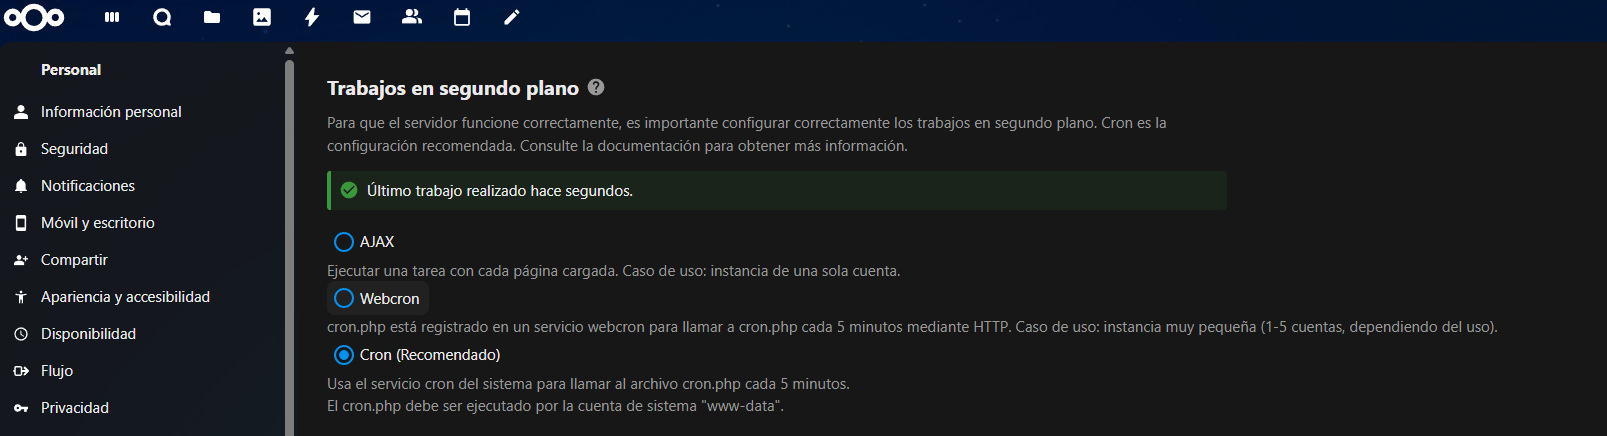 Personal
Información personal
Seguridad
Notificaciones
Móvil y escritorio
Compartir
Apariencia y accesibilidad
Disponibilidad
Flujo
Privacidad
Trabajos en segundo plano
Para que el servidor funcione correctamente, es importante configurar correctamente los trabajos en segundo plano. Cron es la
configuración recomendada. Consulte la documentación para obtener más información.
Último trabajo realizado hace segundos.
AJAX
Ejecutar una tarea con cada página cargada. Caso de uso: instancia de una sola cuenta.
Webcron
cron.php está registrado en un servicio webcron para llamar a cron.php cada 5 minutos mediante HTTP. Caso de uso: instancia muy pequeña (1-5 cuentas, dependiendo del uso).
Cron (Recomendado)
Usa el servicio cron del sistema para llamar al archivo cron.php cada 5 minutos.
El cron.php debe ser ejecutado por la cuenta de sistema "www-data".